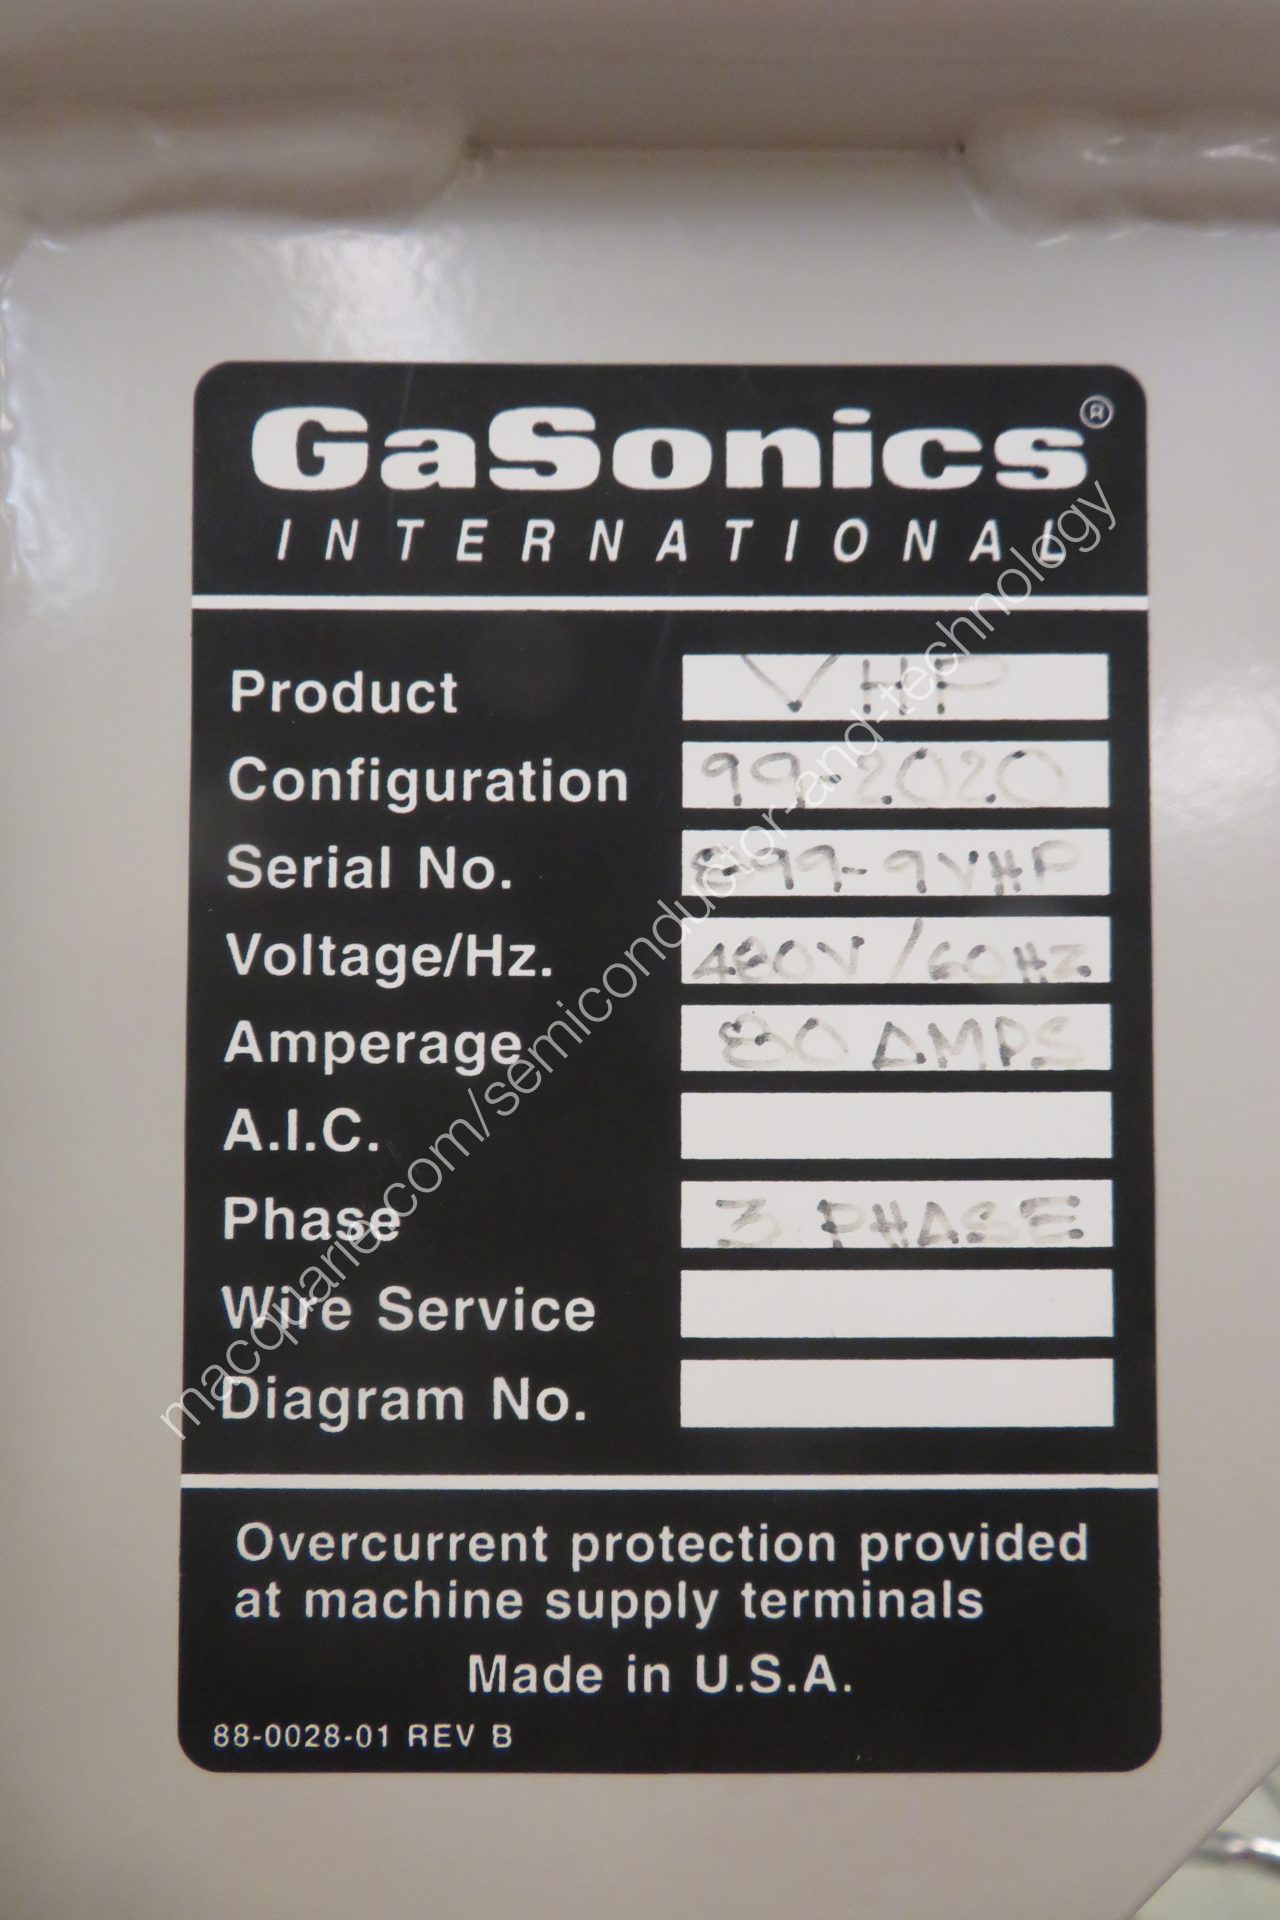 GaSonics®
INTERNATIONAL
Product VHP
Configuration 99-2020
Serial No. 899-9VHP
Voltage/Hz. 480V/60HZ
Amperage 80 AMPS
A.I.C.
Phase 3 PHASE
Wire Service
Diagram No.
Overcurrent protection provided
at machine supply terminals
Made in U.S.A.
88-0028-01 REV B
macquarie.com/semiconductor-and-technology